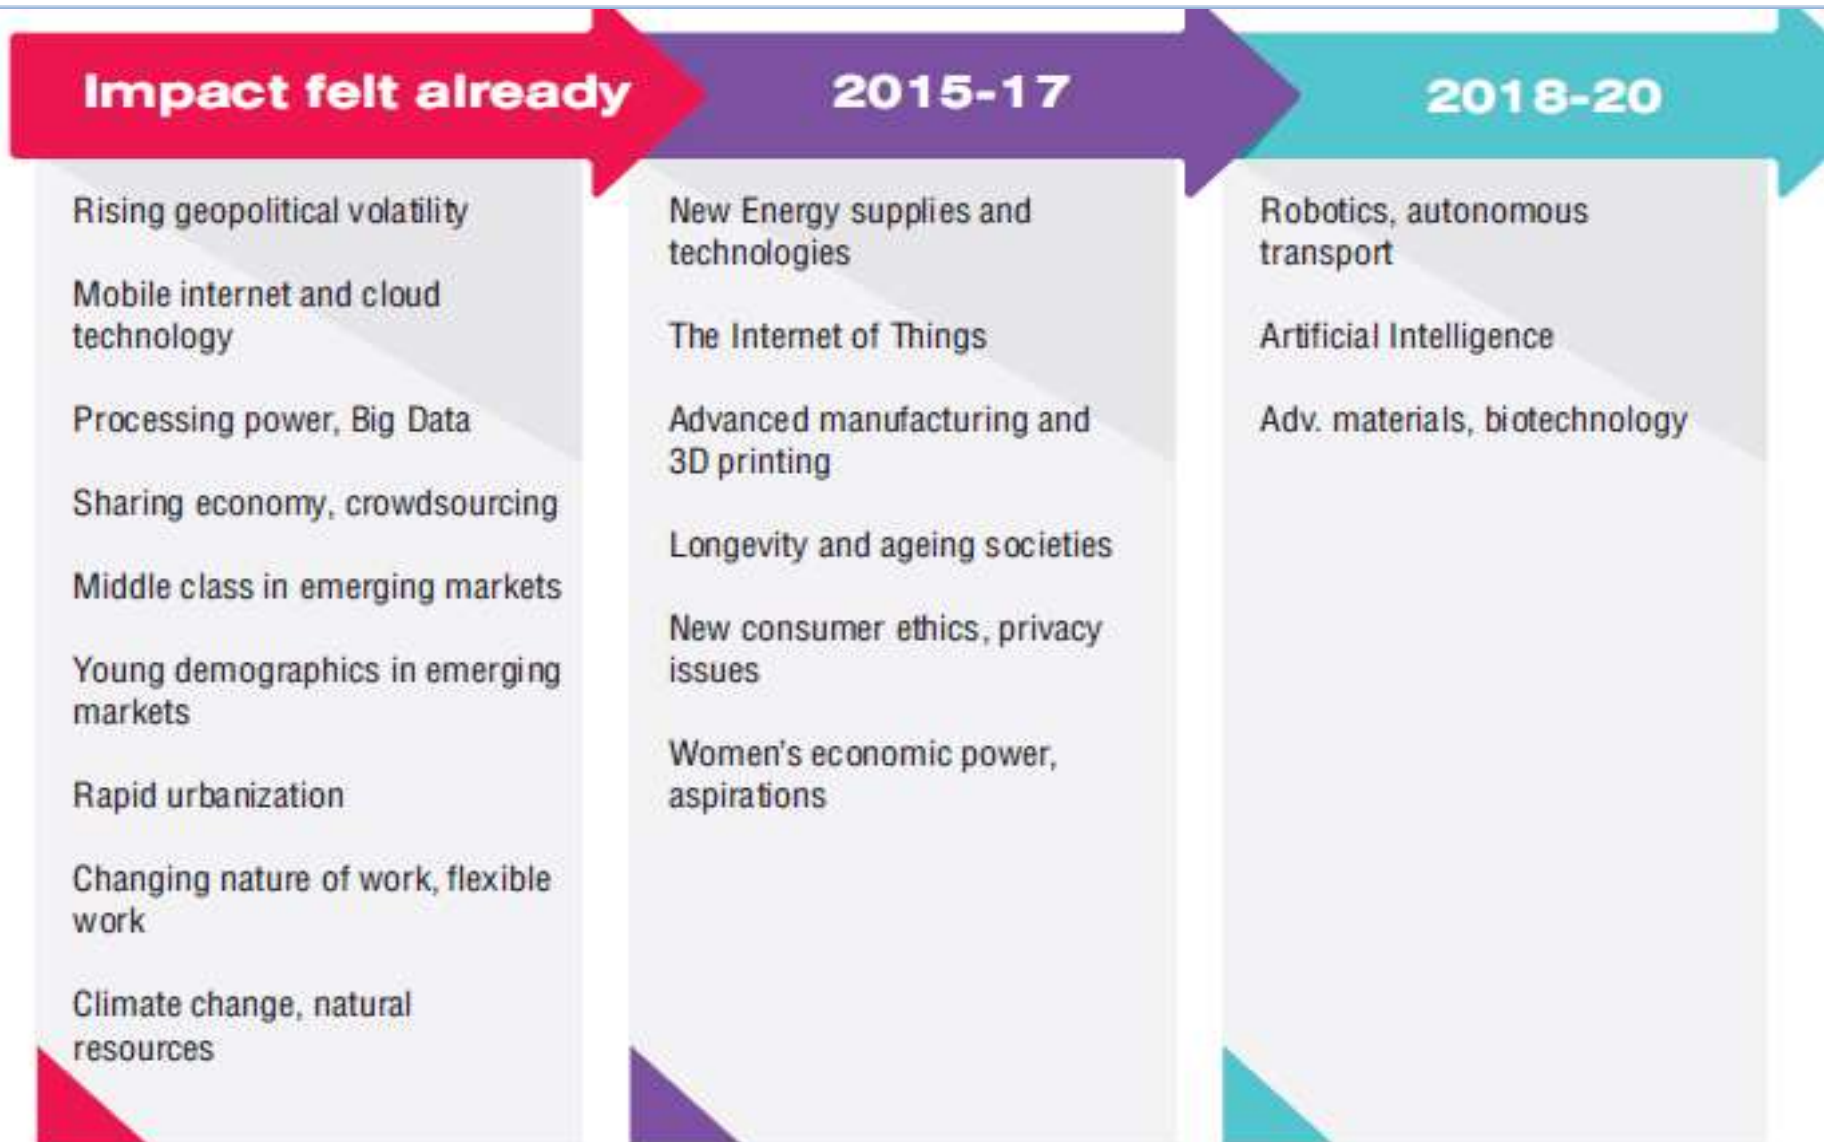 Impact felt already
2015-17
2018-20
Rising geopolitical volatility
Mobile internet and cloud
technology
Processing power, Big Data
Sharing economy, crowdsourcing
Middle class in emerging markets
Young demographics in emerging
markets
Rapid urbanization
Changing nature of work, flexible
work
Climate change, natural
resources
New Energy supplies and
technologies
The Internet of Things
Advanced manufacturing and
3D printing
Longevity and ageing societies
New consumer ethics, privacy
issues
Women's economic power,
aspirations
Robotics, autonomous
transport
Artificial Intelligence
Adv. materials, biotechnology